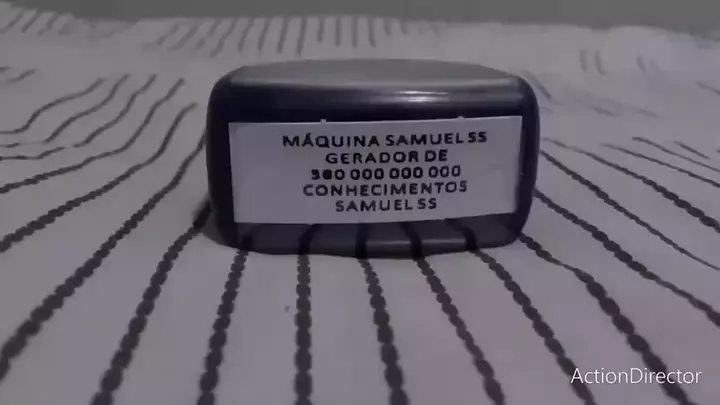 MÁQUINA SAMUEL SS
GERADOR DE
380 000 000 000
CONHECIMENTOS
SAMUEL SS
ActionDirector